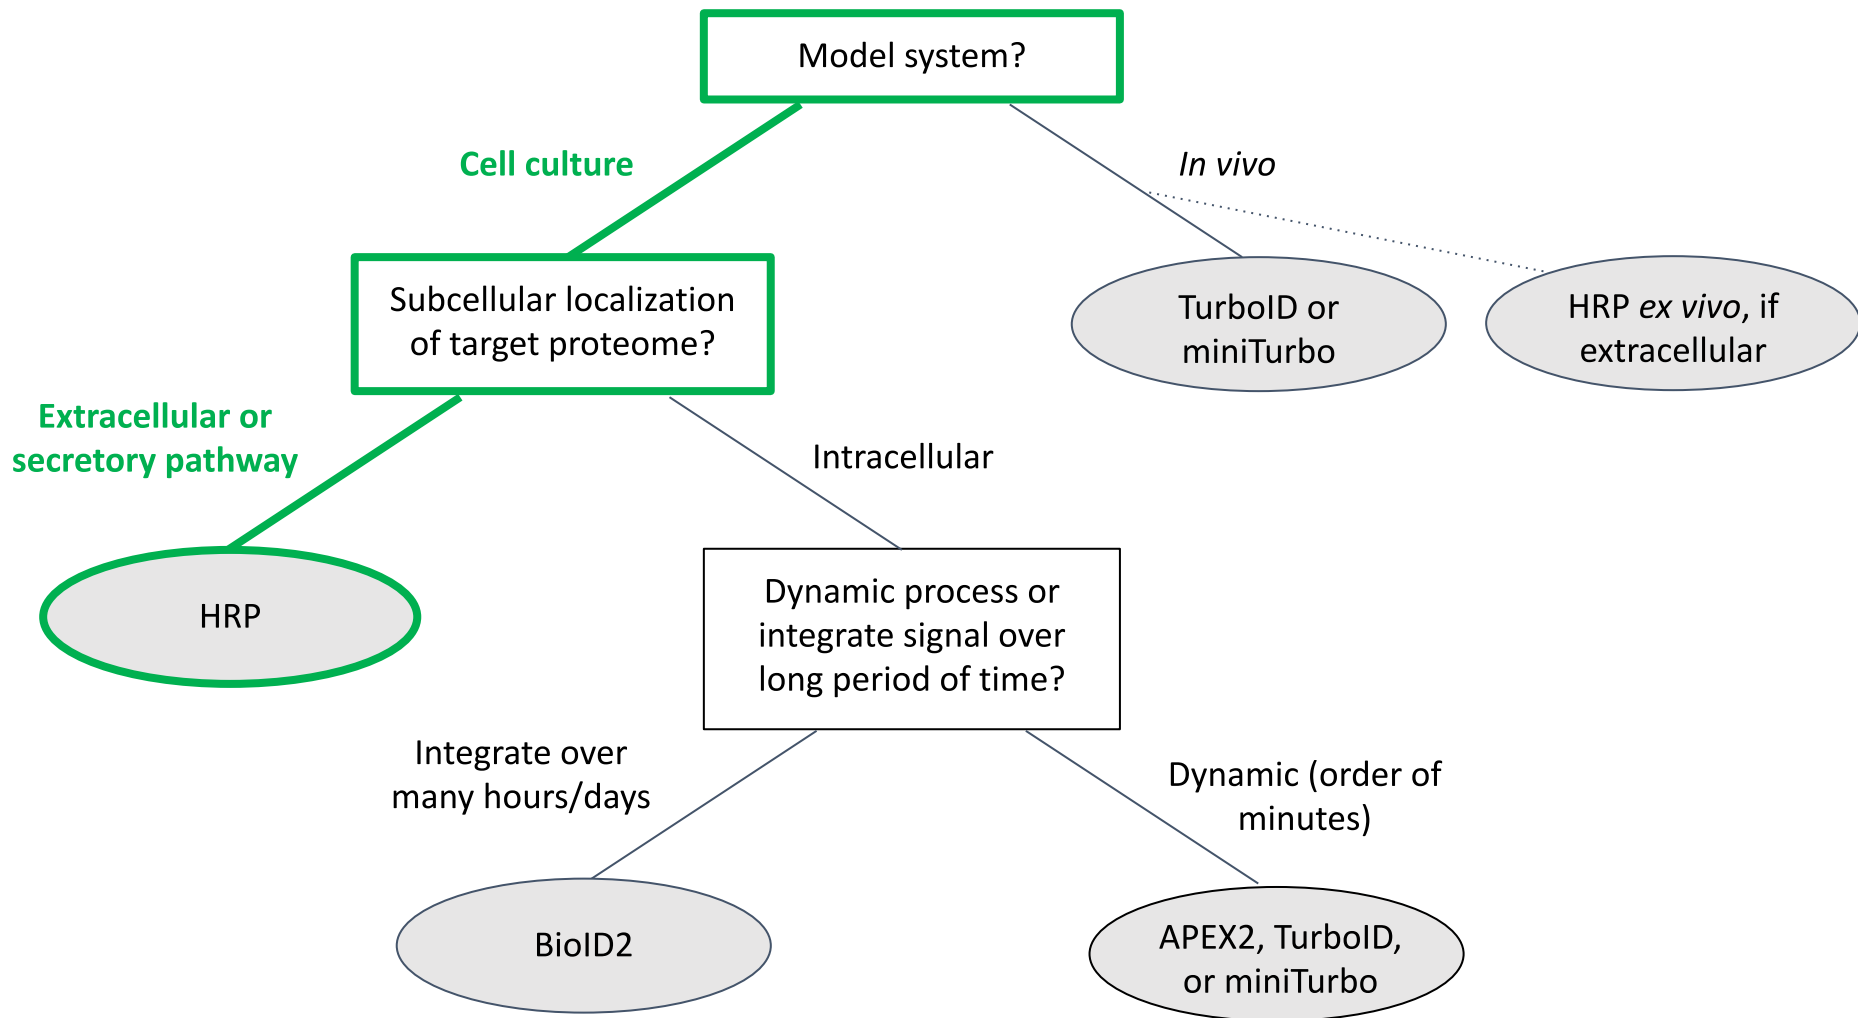 Model system?
Cell culture
In vivo
Subcellular localization
of target proteome?
TurboID or
miniTurbo
HRP ex vivo, if
extracellular
Extracellular or
secretory pathway
Intracellular
HRP
Dynamic process or
integrate signal over
long period of time?
Integrate over
many hours/days
Dynamic (order of
minutes)
BioID2
APEX2, TurboID,
or miniTurbo